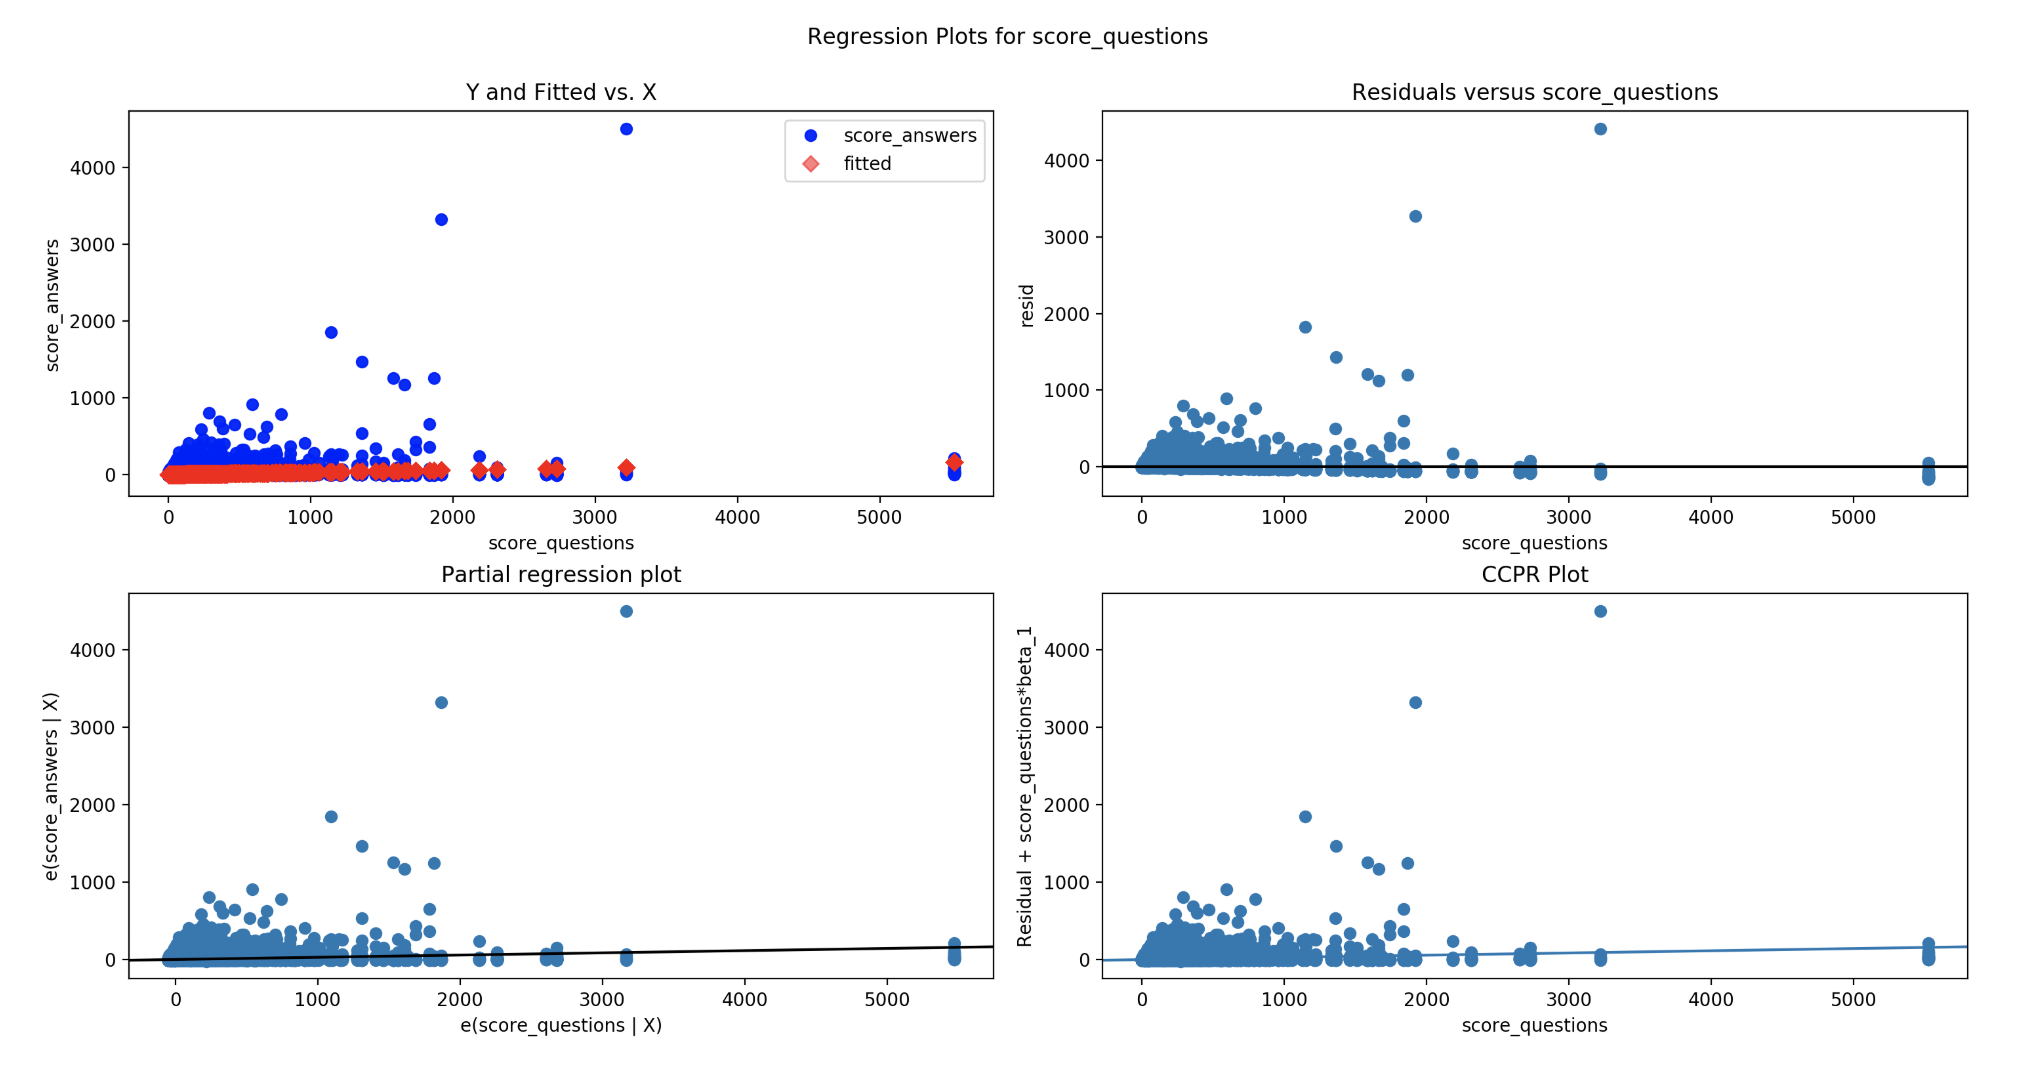 Regression Plots for score_questions
Y and Fitted vs. X
score_answers
4000
3000
2000
1000
0
score_answers
fitted
0 1000 2000 3000 4000 5000
score_questions
Residuals versus score_questions
resid
4000
3000
2000
1000
0
0 1000 2000 3000 4000 5000
score_questions
Partial regression plot
e(score_answers | X)
4000
3000
2000
1000
0
0 1000 2000 3000 4000 5000
e(score_questions | X)
CCPR Plot
Residual + score_questions*beta_1
4000
3000
2000
1000
0
0 1000 2000 3000 4000 5000
score_questions